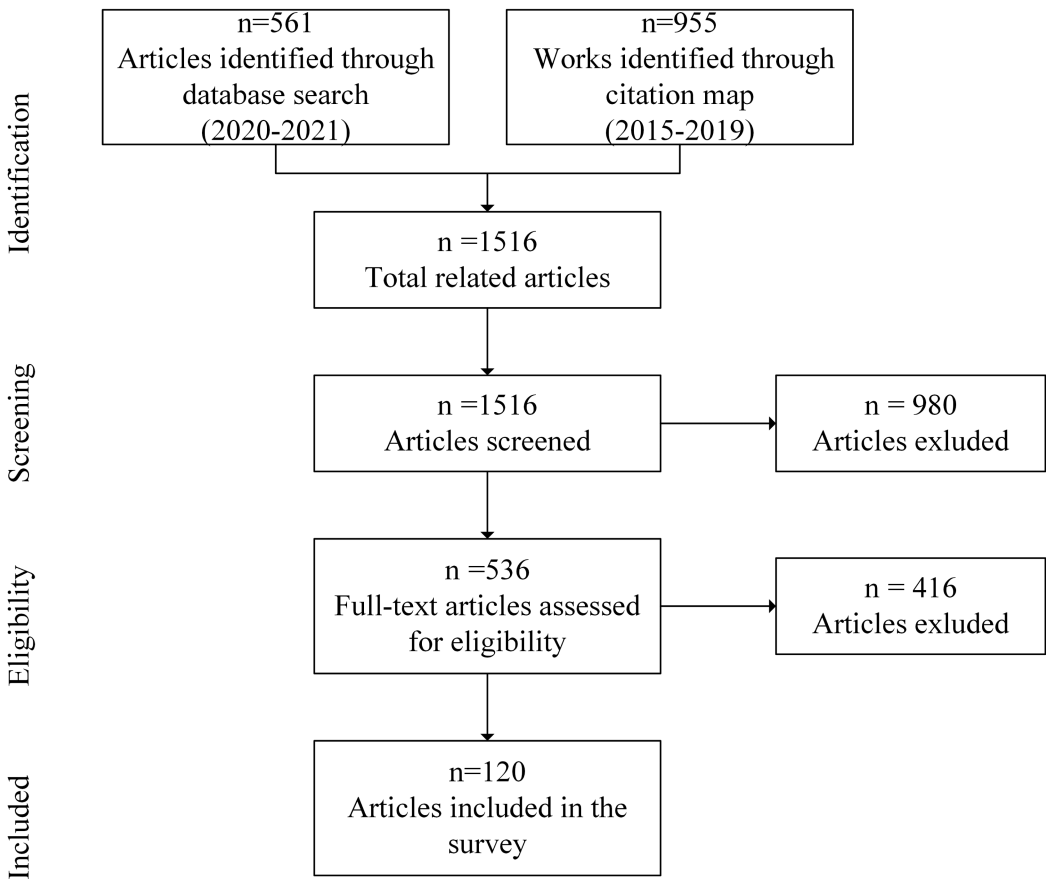 n=561
Articles identified through
database search
(2020-2021)
n=955
Works identified through
citation map
(2015-2019)
Identification
n =1516
Total related articles
Screening
n =1516
Articles screened
n = 980
Articles exluded
Eligibility
n =536
Full-text articles assessed
for eligibility
n = 416
Articles exluded
Included
n=120
Articles included in the
survey